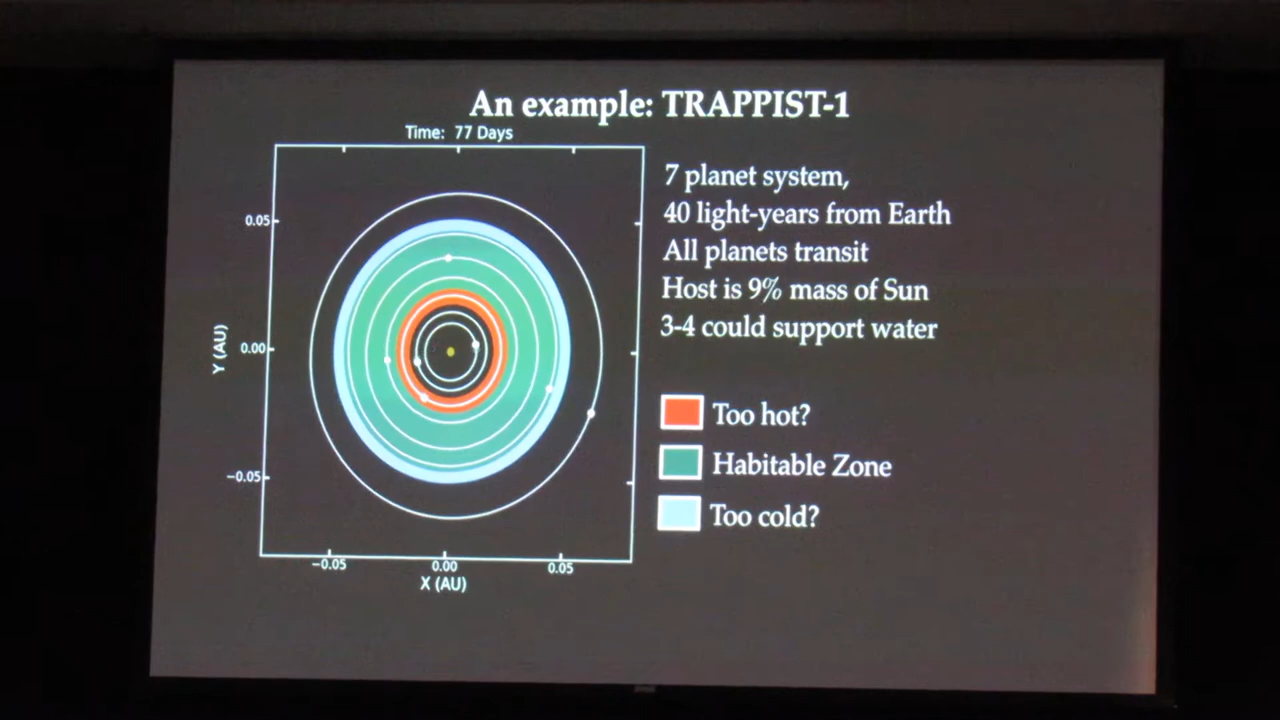 An example: TRAPPIST-1
Time: 77 Days
7 planet system,
40 light-years from Earth
All planets transit
Host is 9% mass of Sun
3-4 could support water
Too hot?
Habitable Zone
Too cold?
0.05
0.00
−0.05
Y (AU)
−0.05
0.00
0.05
X (AU)